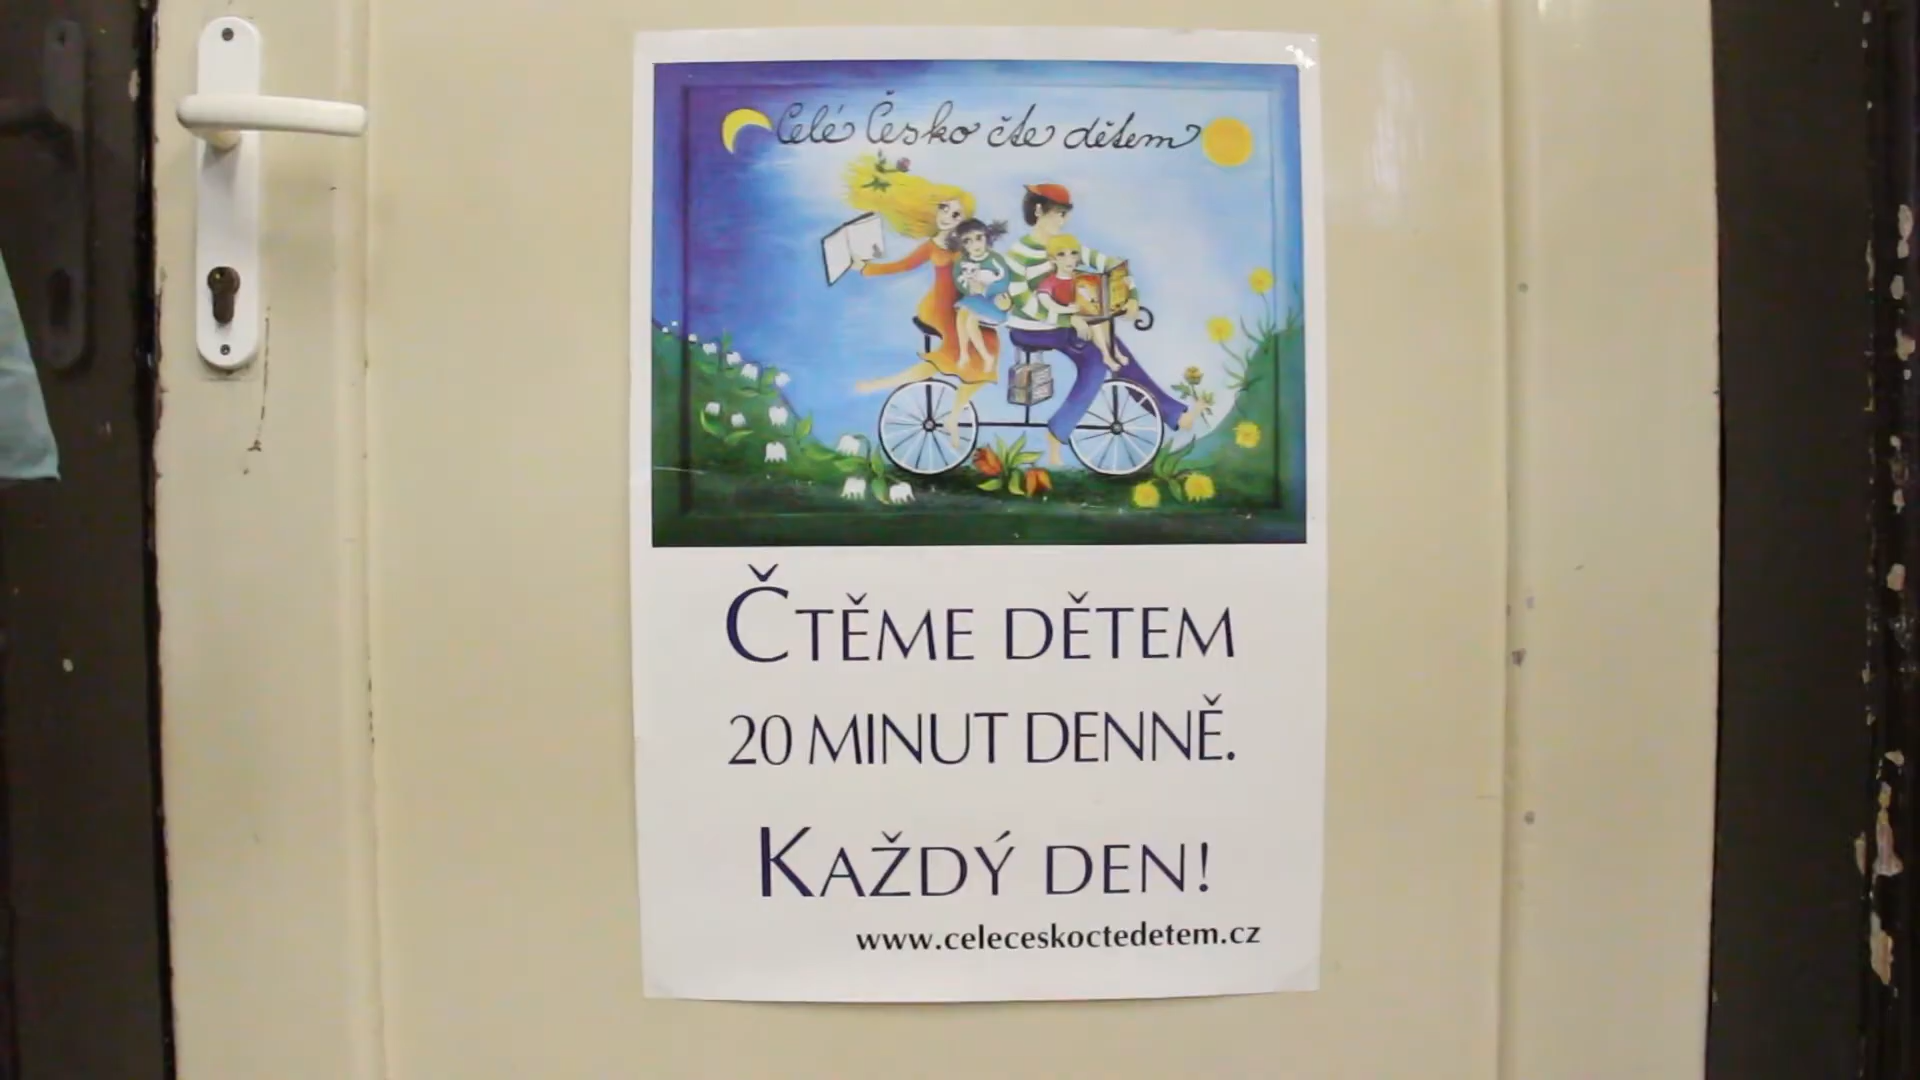 Celé Česko čte dětem
Čtěme dětem
20 minut denně.
Každý den!
www.celeceskoctedetem.cz